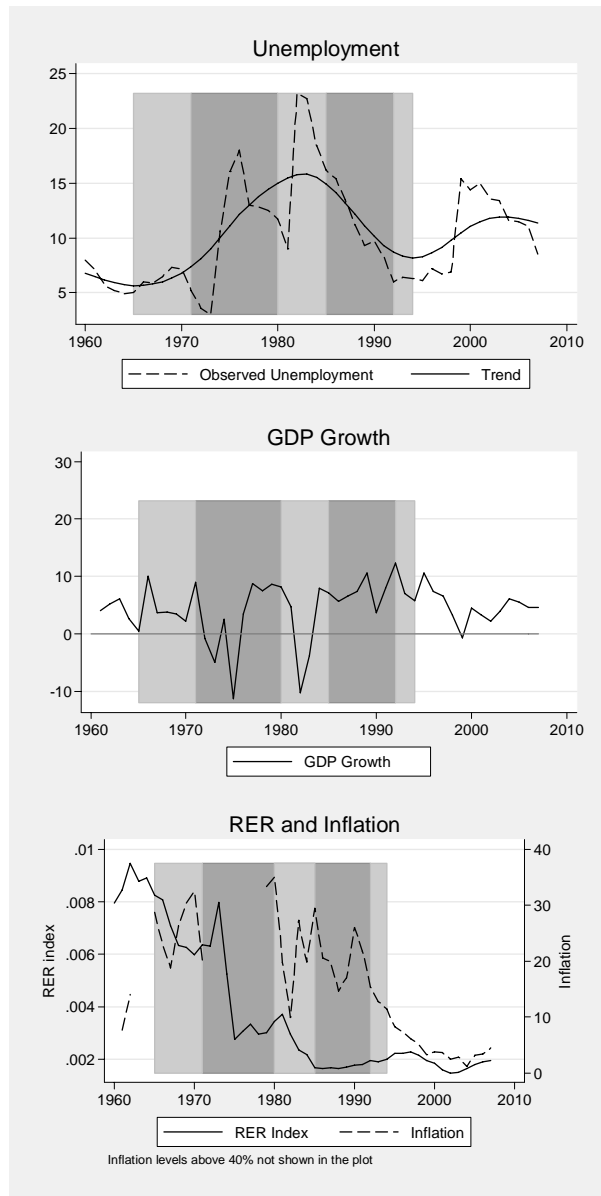 Unemployment
25
20
15
10
5
1960 1970 1980 1990 2000 2010
Observed Unemployment Trend
GDP Growth
30
20
10
0
-10
1960 1970 1980 1990 2000 2010
GDP Growth
RER and Inflation
.01
.008
.006
.004
.002
RER index
40
30
20
10
0
Inflation
1960 1970 1980 1990 2000 2010
RER Index Inflation
Inflation levels above 40% not shown in the plot